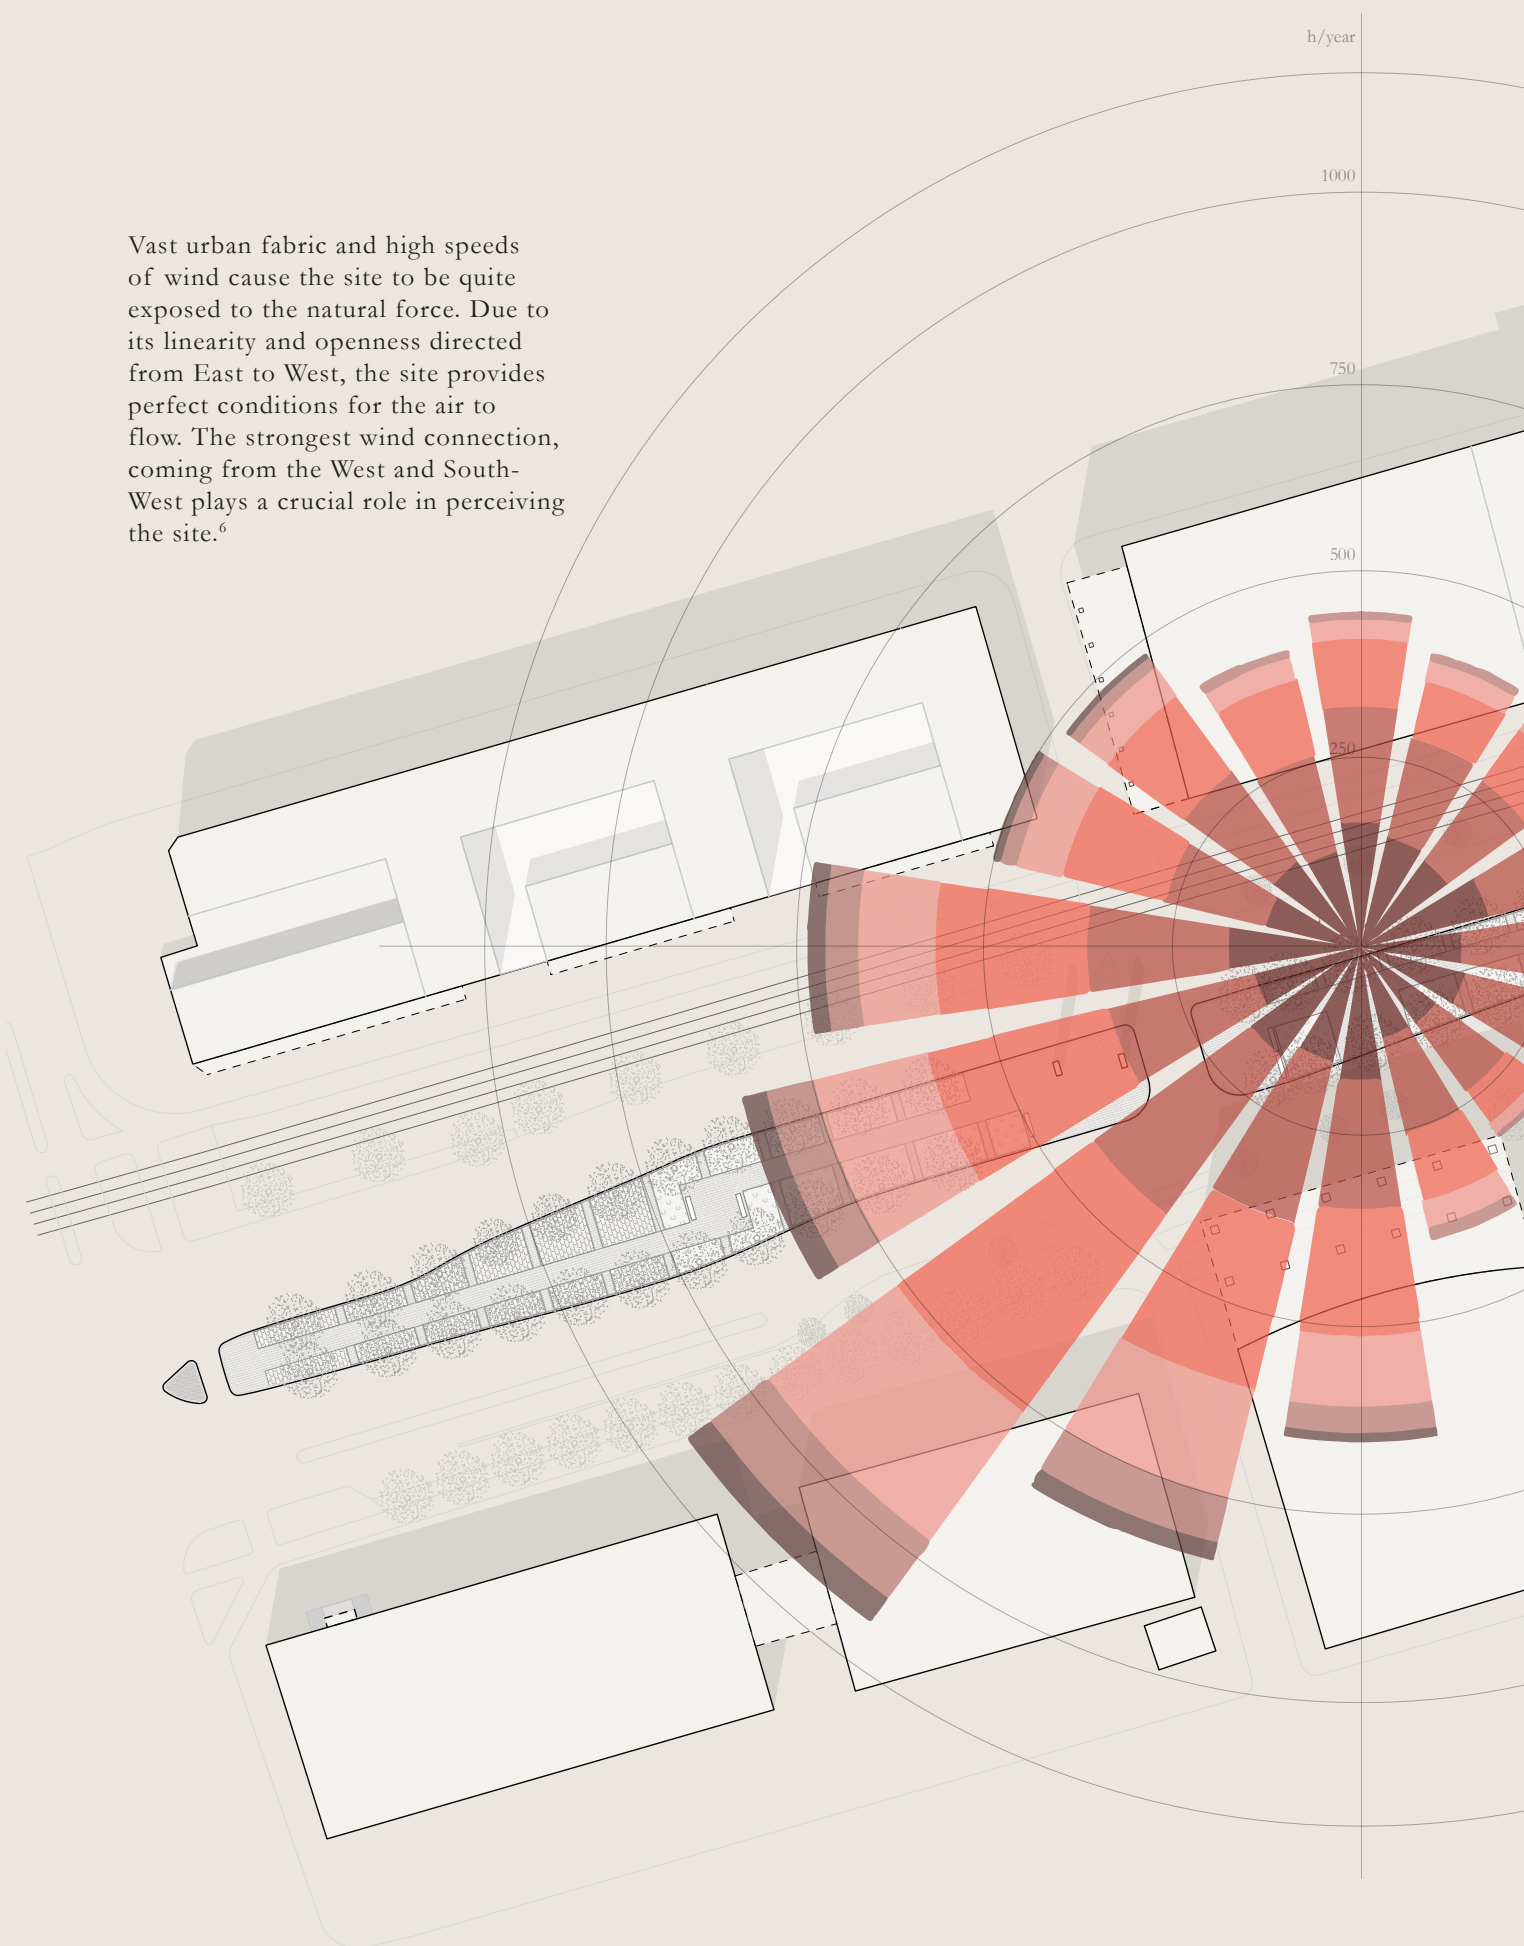 h/year
1000
Vast urban fabric and high speeds
of wind cause the site to be quite
exposed to the natural force. Due to
its linearity and openness directed
from East to West, the site provides
perfect conditions for the air to
flow. The strongest wind connection,
coming from the West and South-
West plays a crucial role in perceiving
the site.⁶
750
500
250